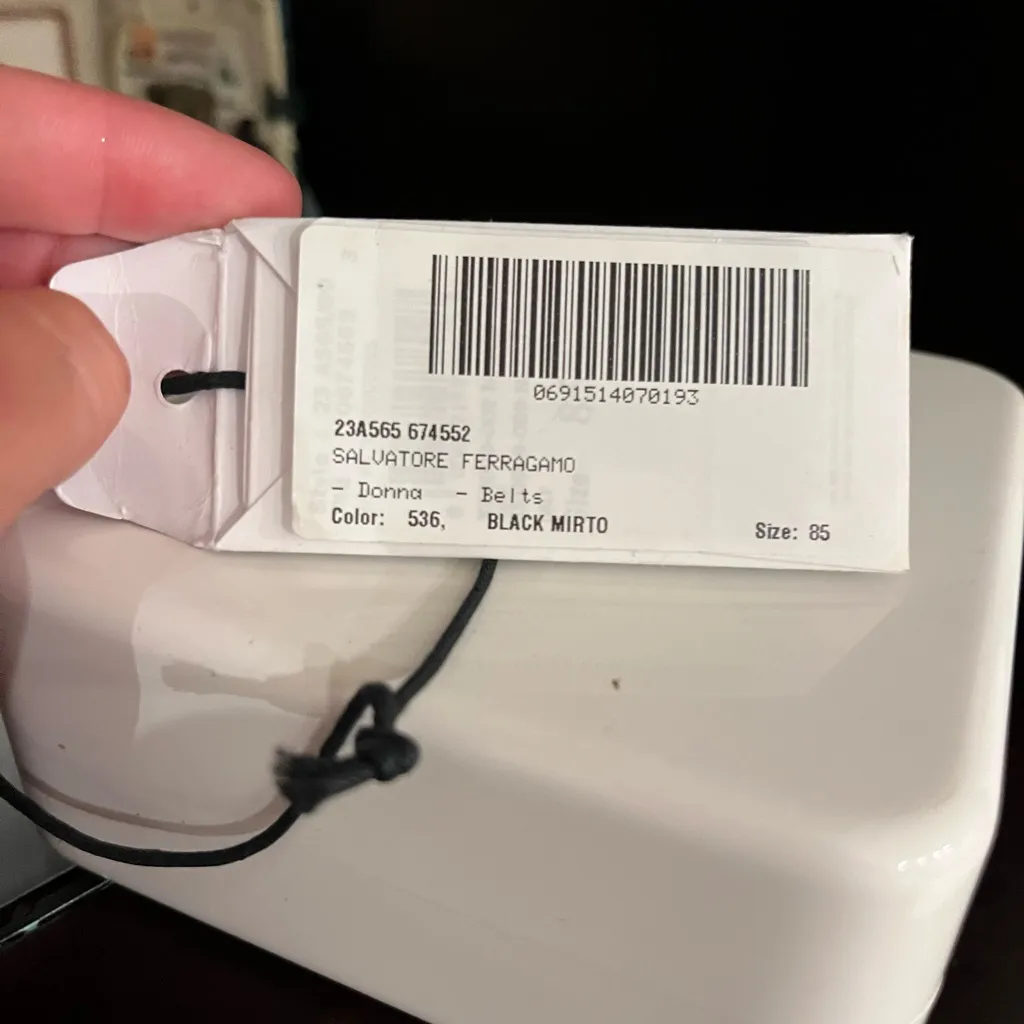 0691514070193
23A565 674552
SALVATORE FERRAGAMO
- Donna - Belts
Color: 536, BLACK MIRTO
Size: 85